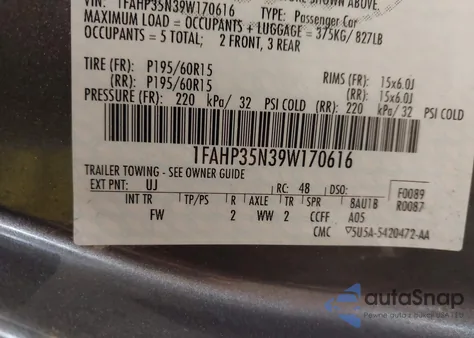 VIN: 1FAHP35N39W170616 TYPE: Passenger Car
MAXIMUM LOAD = OCCUPANTS + LUGGAGE = 375KG/ 827LB
OCCUPANTS = 5 TOTAL; 2 FRONT, 3 REAR
TIRE (FR): P195/60R15 RIMS (FR): 15x6.0J
(RR): P195/60R15 (RR): 15x6.0J
PRESSURE (FR): 220 kPa/ 32 PSI COLD (RR): 220 kPa/ 32 PSI COLD
1FAHP35N39W170616
TRAILER TOWING - SEE OWNER GUIDE
EXT PNT: UJ RC: 48 DSO: F0089
INT TR TP/PS R AXLE TR SPR 8AU1B R0087
FW 2 WW 2 CCFF A05
CMC 5U5A-5420472-AA
autoSnap